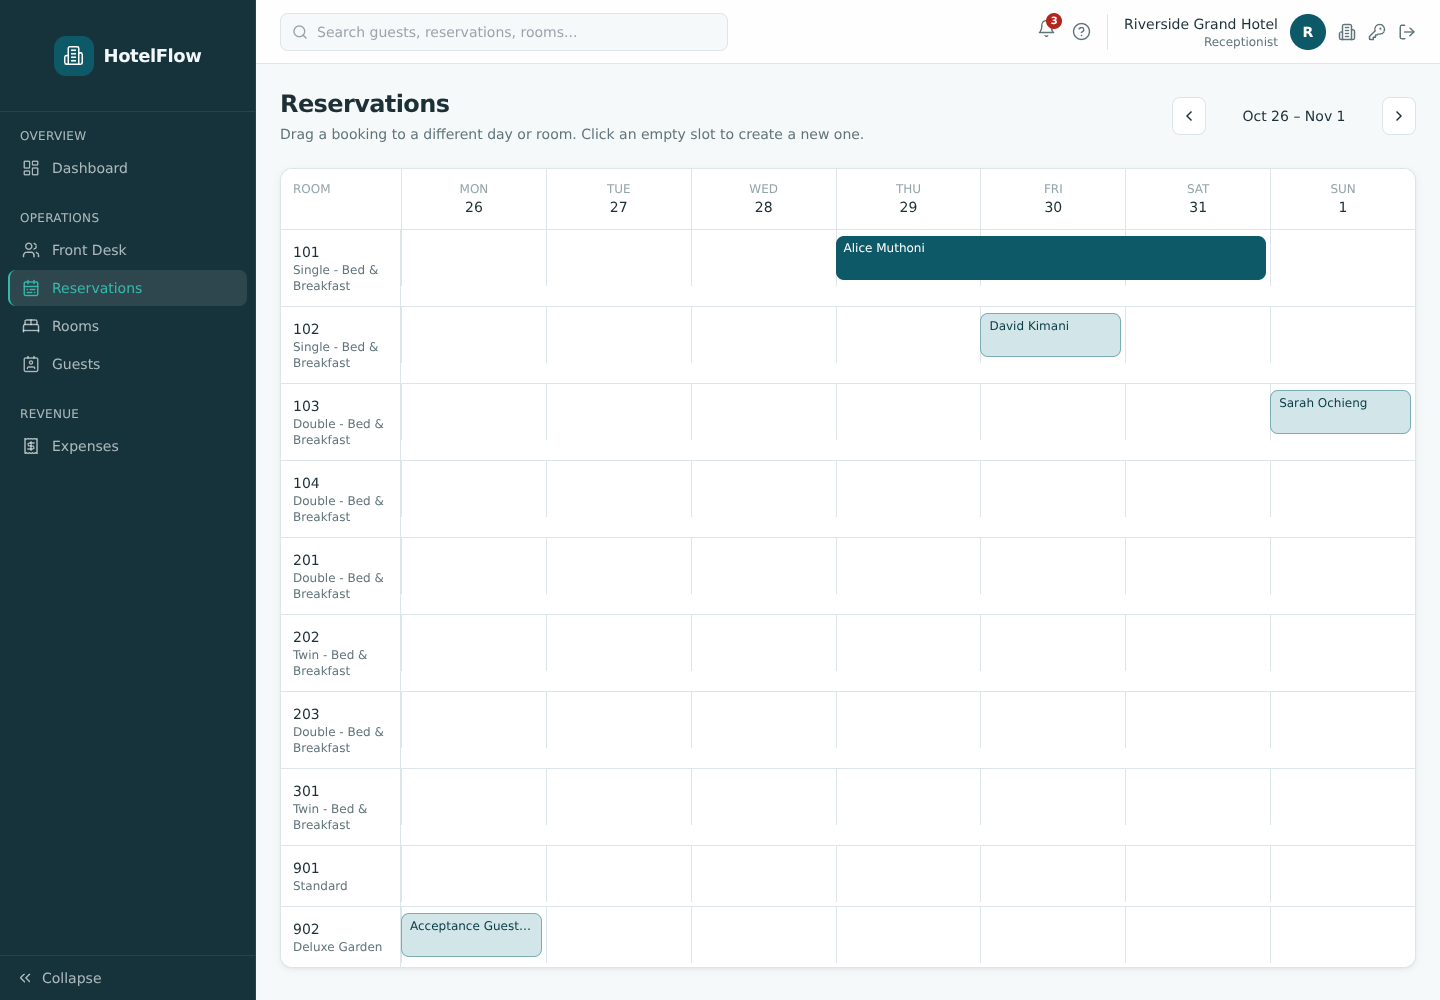 HotelFlow
Search guests, reservations, rooms...
3
Riverside Grand Hotel
Receptionist
R
OVERVIEW
Dashboard
OPERATIONS
Front Desk
Reservations
Rooms
Guests
REVENUE
Expenses
Collapse
Reservations
Drag a booking to a different day or room. Click an empty slot to create a new one.
Oct 26 – Nov 1
ROOM MON TUE WED THU FRI SAT SUN
26 27 28 29 30 31 1
101
Single - Bed &
Breakfast
Alice Muthoni
102
Single - Bed &
Breakfast
David Kimani
103
Double - Bed &
Breakfast
Sarah Ochieng
104
Double - Bed &
Breakfast
201
Double - Bed &
Breakfast
202
Twin - Bed &
Breakfast
203
Double - Bed &
Breakfast
301
Twin - Bed &
Breakfast
901
Standard
902
Deluxe Garden
Acceptance Guest...